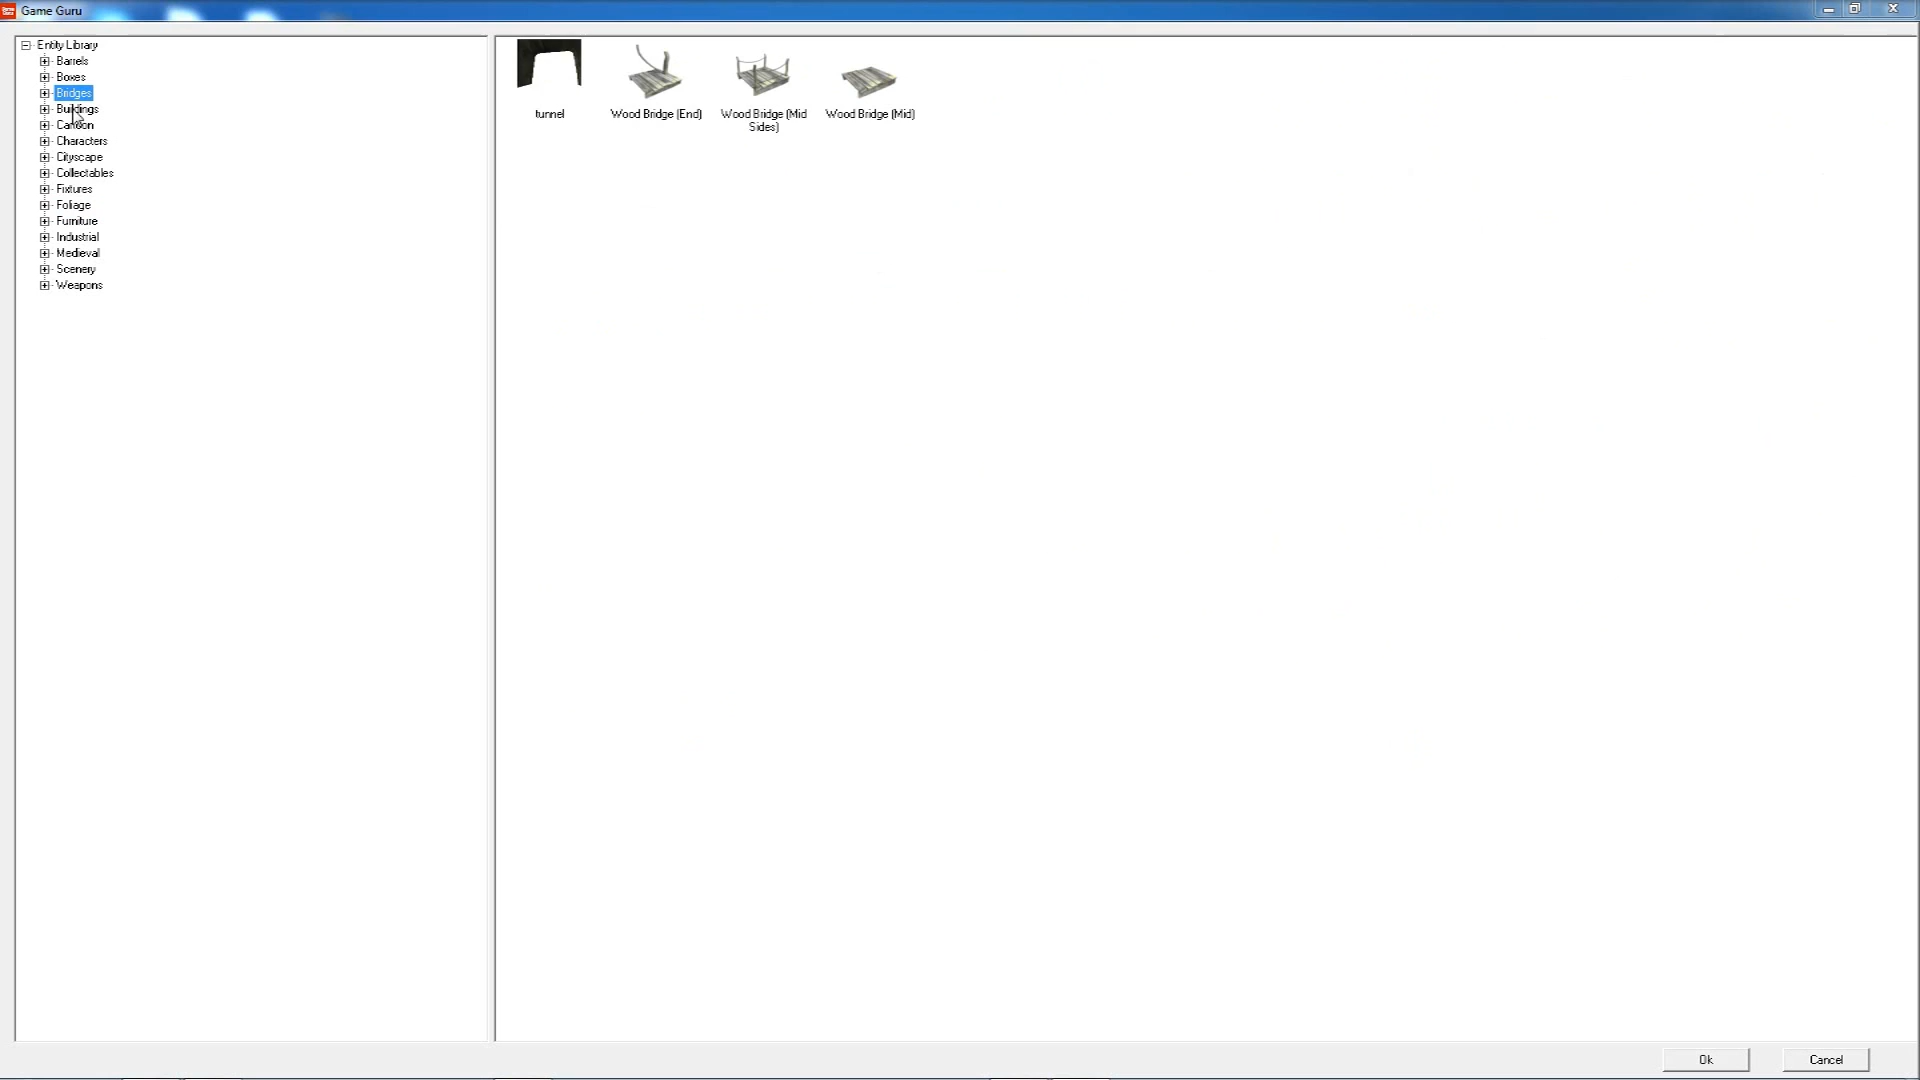 Game Guru
Entity Library
Barrels
Boxes
Bridges
Buildings
Cartoon
Characters
Cityscape
Collectables
Fixtures
Foliage
Furniture
Industrial
Medieval
Scenery
Weapons
tunnel
Wood Bridge (End)
Wood Bridge (Mid
Sides)
Wood Bridge (Mid)
Ok
Cancel